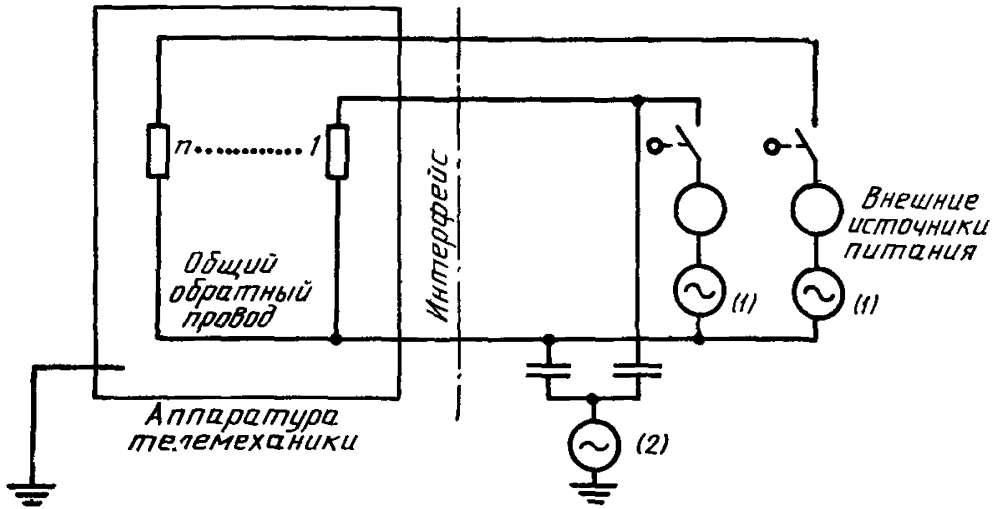 n 1
Общий
обратный
провод
Интерфейс
Внешние
источники
питания
(1) (1)
Аппаратура
телемеханики
(2)